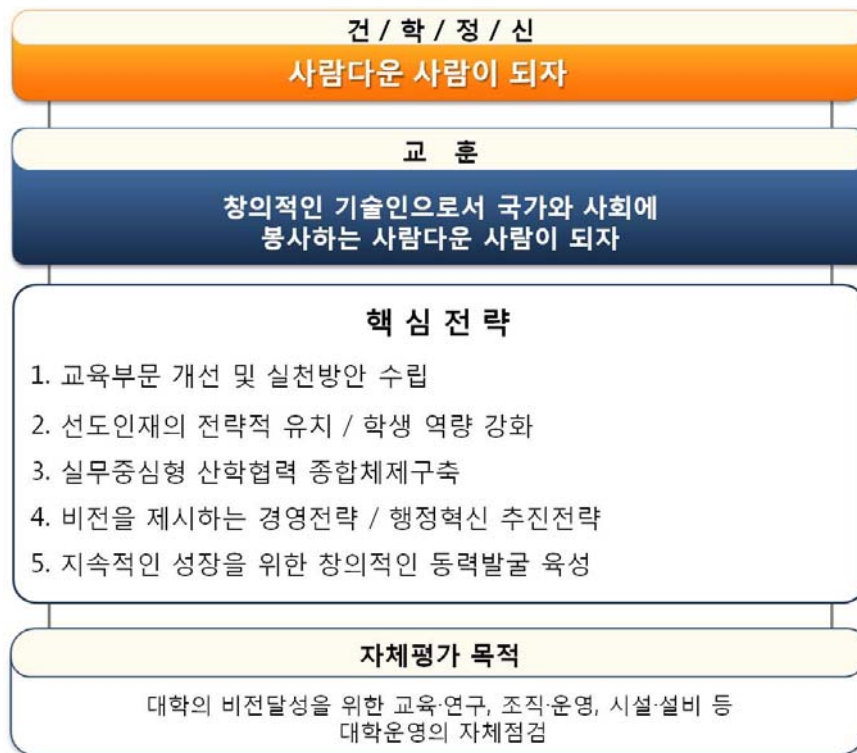 건 / 학 / 정 / 신
사람다운 사람이 되자
교 훈
창의적인 기술인으로서 국가와 사회에
봉사하는 사람다운 사람이 되자
핵 심 전 략
1. 교육부문 개선 및 실천방안 수립
2. 선도인재의 전략적 유치 / 학생 역량 강화
3. 실무중심형 산학협력 종합체제구축
4. 비전을 제시하는 경영전략 / 행정혁신 추진전략
5. 지속적인 성장을 위한 창의적인 동력발굴 육성
자체평가 목적
대학의 비전달성을 위한 교육·연구, 조직·운영, 시설·설비 등
대학운영의 자체점검